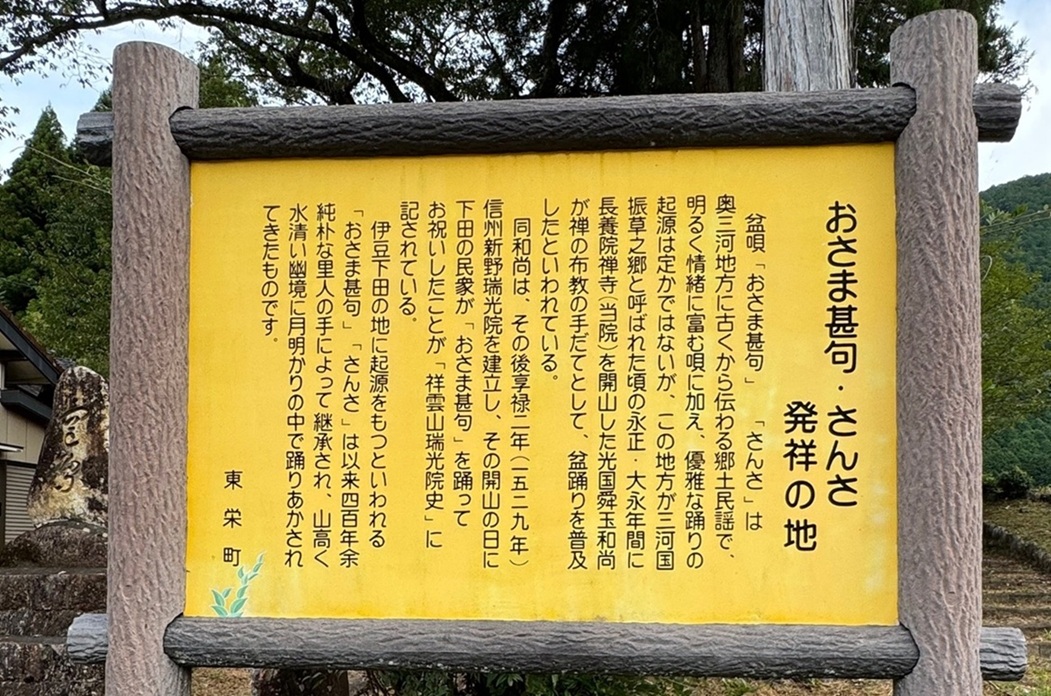 おさま甚句・さんさ
発祥の地
盆唄「おさま甚句」「さんさ」は
奥三河地方に古くから伝わる郷土民謡で、
明るく情緒に富む唄に加え、優雅な踊りの
起源は定かではないが、この地方が三河国
振草之郷と呼ばれた頃の永正・大永年間に
長養院禅寺（当院）を開山した光国舜玉和尚
が禅の布教の手だてとして、盆踊りを普及
したといわれている。
同和尚は、その後享禄二年（一五二九年）
信州新野瑞光院を建立し、その開山の日に
下田の民衆が「おさま甚句」を踊って
お祝いしたことが「祥雲山瑞光院史」に
記されている。
伊豆下田の地に起源をもつといわれる
「おさま甚句」「さんさ」は以来四百年余
純朴な里人の手によって継承され、山高く
水清い幽境に月明かりの中で踊りあかされ
てきたものです。
東栄町